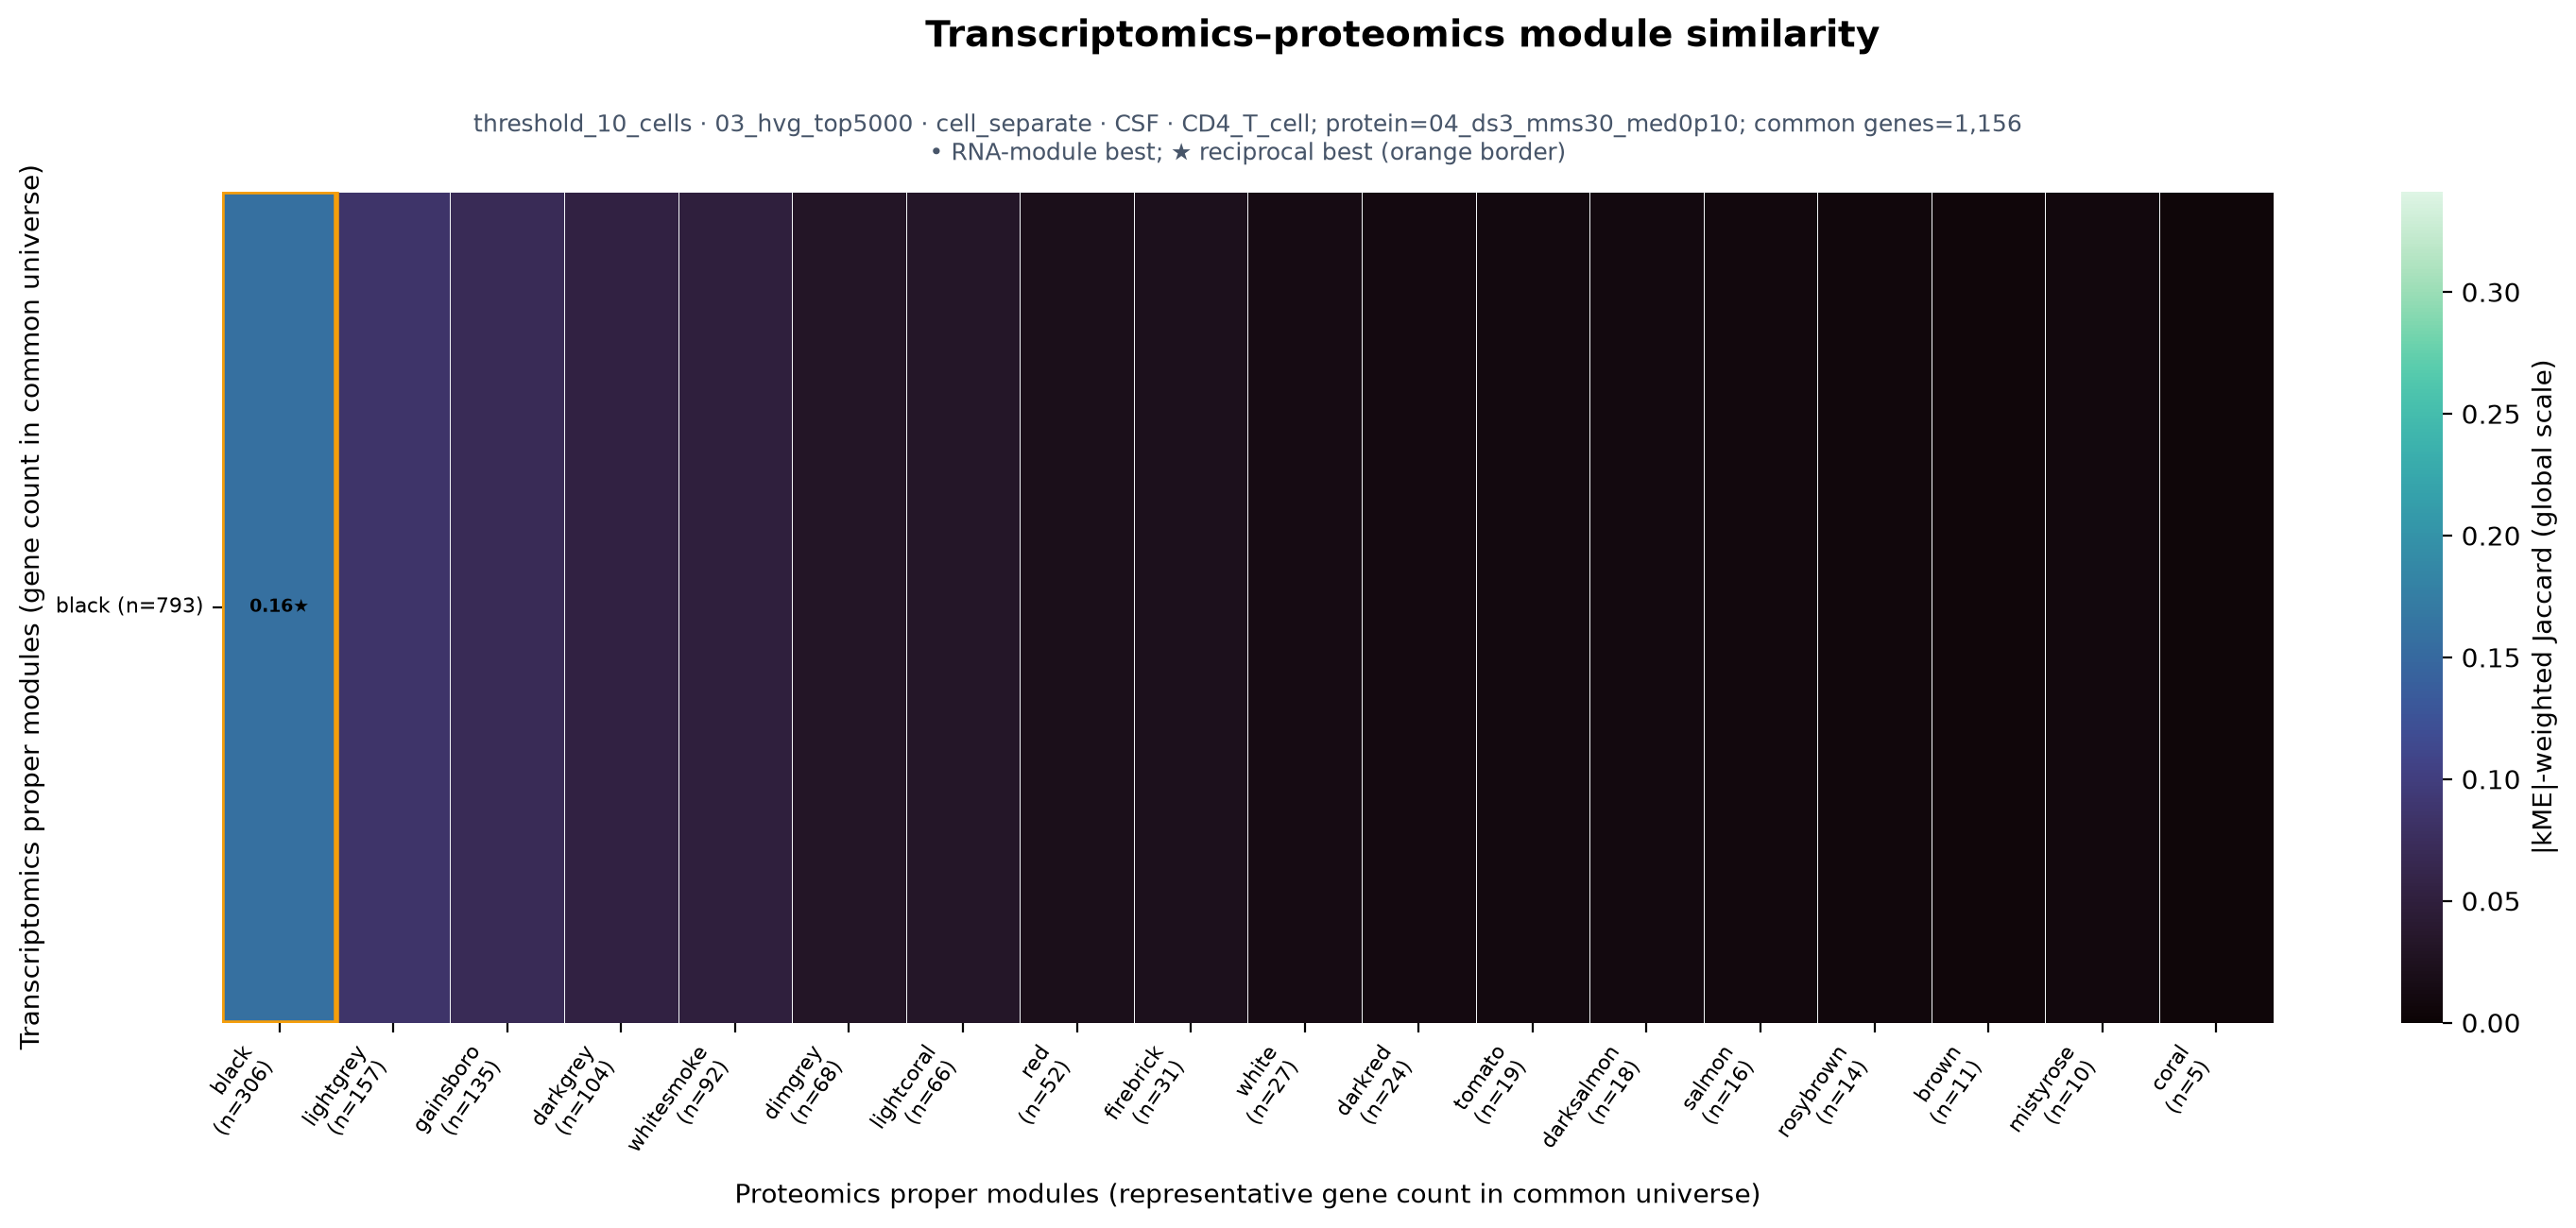 Transcriptomics–proteomics module similarity
threshold_10_cells · 03_hvg_top5000 · cell_separate · CSF · CD4_T_cell; protein=04_ds3_mms30_med0p10; common genes=1,156
• RNA-module best; ★ reciprocal best (orange border)
Transcriptomics proper modules (gene count in common universe)
black (n=793)
0.16★
black
(n=306)
lightgrey
(n=157)
gainsboro
(n=135)
darkgrey
(n=104)
whitesmoke
(n=92)
dimgrey
(n=68)
lightcoral
(n=66)
red
(n=52)
firebrick
(n=31)
white
(n=27)
darkred
(n=24)
tomato
(n=19)
darksalmon
(n=18)
salmon
(n=16)
rosybrown
(n=14)
brown
(n=11)
mistyrose
(n=10)
coral
(n=5)
Proteomics proper modules (representative gene count in common universe)
0.30
0.25
0.20
0.15
0.10
0.05
0.00
|kME|-weighted Jaccard (global scale)